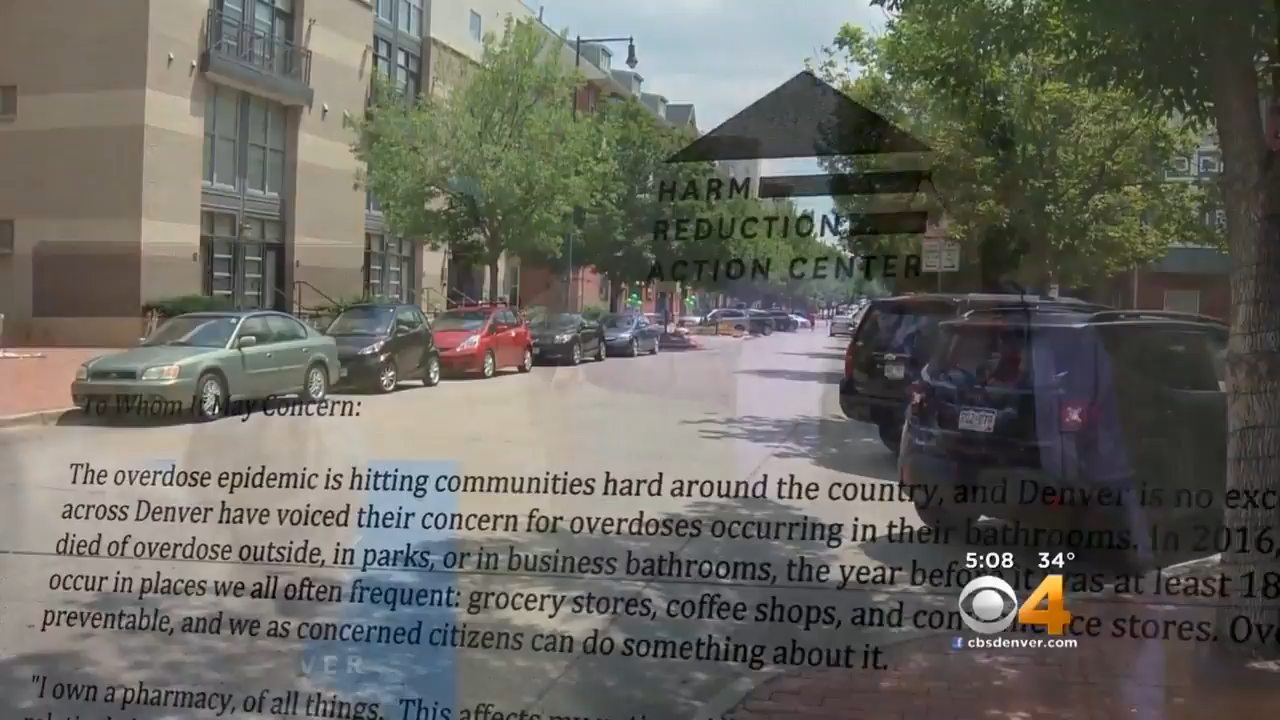 HARM
REDUCTION
ACTION CENTER
To Whom It May Concern:
The overdose epidemic is hitting communities hard around the country, and Denver is no exc
across Denver have voiced their concern for overdoses occurring in their bathrooms. In 2016,
died of overdose outside, in parks, or in business bathrooms, the year before it was at least 18
occur in places we all often frequent: grocery stores, coffee shops, and convenience stores. Ov
preventable, and we as concerned citizens can do something about it.
"I own a pharmacy, of all things. This affects
5:08 34°
4
cbsdenver.com
VER